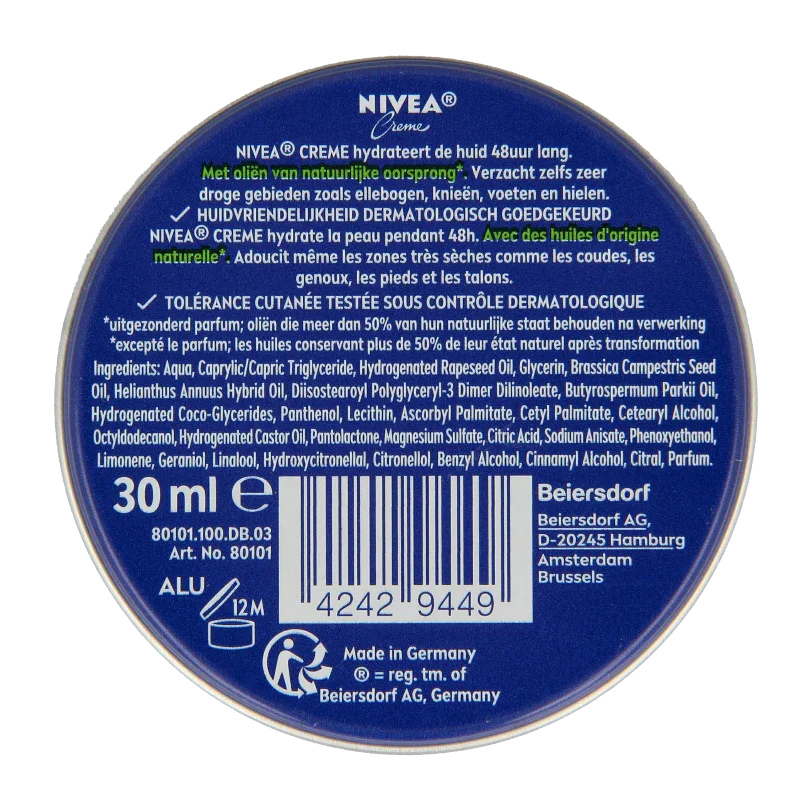 NIVEA®
Creme
NIVEA® CREME hydrateert de huid 48uur lang.
Met oliën van natuurlijke oorsprong*. Verzacht zelfs zeer
droge gebieden zoals ellebogen, knieën, voeten en hielen.
✓ HUIDVRIENDELIJKHEID DERMATOLOGISCH GOEDGEKEURD
NIVEA® CREME hydrate la peau pendant 48h. Avec des huiles d'origine
naturelle*. Adoucit même les zones très sèches comme les coudes, les
genoux, les pieds et les talons.
✓ TOLÉRANCE CUTANÉE TESTÉE SOUS CONTRÔLE DERMATOLOGIQUE
*uitgezonderd parfum; oliën die meer dan 50% van hun natuurlijke staat behouden na verwerking
*excepté le parfum; les huiles conservant plus de 50% de leur état naturel après transformation
Ingredients: Aqua, Caprylic/Capric Triglyceride, Hydrogenated Rapeseed Oil, Glycerin, Brassica Campestris Seed
Oil, Helianthus Annuus Hybrid Oil, Diisostearoyl Polyglyceryl-3 Dimer Dilinoleate, Butyrospermum Parkii Oil,
Hydrogenated Coco-Glycerides, Panthenol, Lecithin, Ascorbyl Palmitate, Cetyl Palmitate, Cetearyl Alcohol,
Octyldodecanol, Hydrogenated Castor Oil, Pantolactone, Magnesium Sulfate, Citric Acid, Sodium Anisate, Phenoxyethanol,
Limonene, Geraniol, Linalool, Hydroxycitronellal, Citronellol, Benzyl Alcohol, Cinnamyl Alcohol, Citral, Parfum.
30 ml ℮
80101.100.DB.03
Art. No. 80101
ALU
12M
4242 9449
Beiersdorf
Beiersdorf AG,
D-20245 Hamburg
Amsterdam
Brussels
Made in Germany
® = reg. tm. of
Beiersdorf AG, Germany